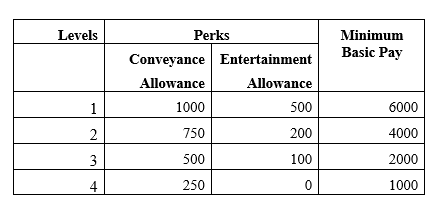 Levels Perks Minimum
Basic Pay
Conveyance Entertainment
Allowance Allowance
1 1000 500 6000
2 750 200 4000
3 500 100 2000
4 250 0 1000